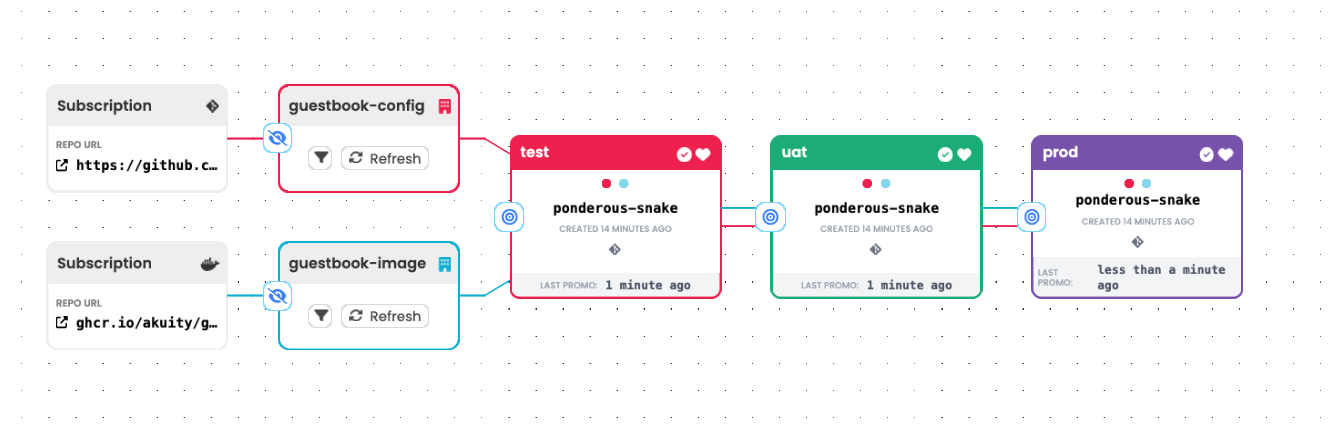 Subscription
REPO URL
https://github.c…
guestbook-config
Refresh
Subscription
REPO URL
ghcr.io/akuity/g…
guestbook-image
Refresh
test
ponderous-snake
CREATED 14 MINUTES AGO
LAST PROMO: 1 minute ago
uat
ponderous-snake
CREATED 14 MINUTES AGO
LAST PROMO: 1 minute ago
prod
ponderous-snake
CREATED 14 MINUTES AGO
LAST PROMO: less than a minute ago